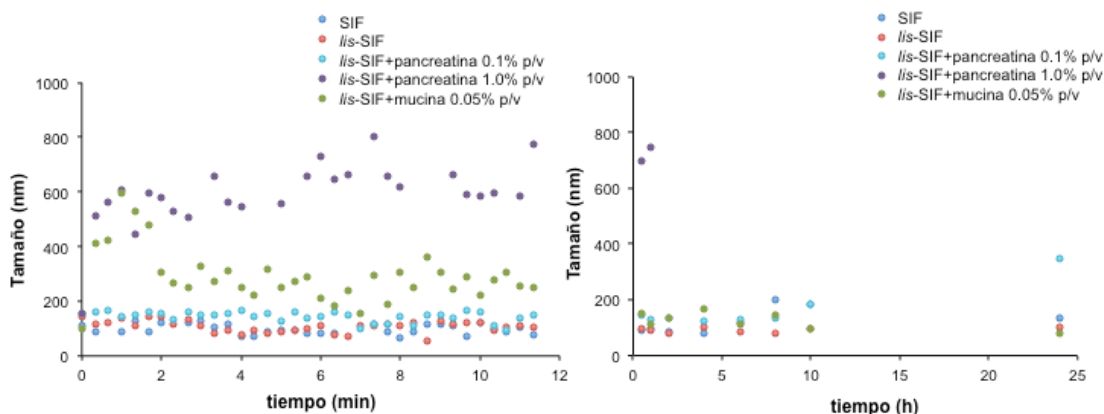 SIF
lis-SIF
lis-SIF+pancreatina 0.1% p/v
lis-SIF+pancreatina 1.0% p/v
lis-SIF+mucina 0.05% p/v
1000
800
600
400
200
0
Tamaño (nm)
0 2 4 6 8 10 12
tiempo (min)
SIF
lis-SIF
lis-SIF+pancreatina 0.1% p/v
lis-SIF+pancreatina 1.0% p/v
lis-SIF+mucina 0.05% p/v
1000
800
600
400
200
0
Tamaño (nm)
0 5 10 15 20 25
tiempo (h)